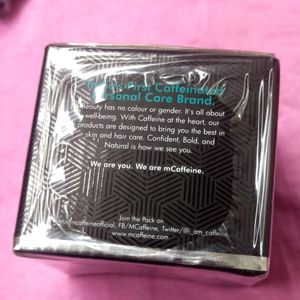 First Caffeinated
Personal Care Brand.
Beauty has no colour or gender. It's all about
well-being. With Caffeine at the heart, our
products are designed to bring you the best in
skin and hair care. Confident, Bold, and
Natural is how we see you.
We are you. We are mCaffeine.
Join the Pack on
FB/MCaffeine, Twitter/@i_am_caffeine
www.mcaffeine.com